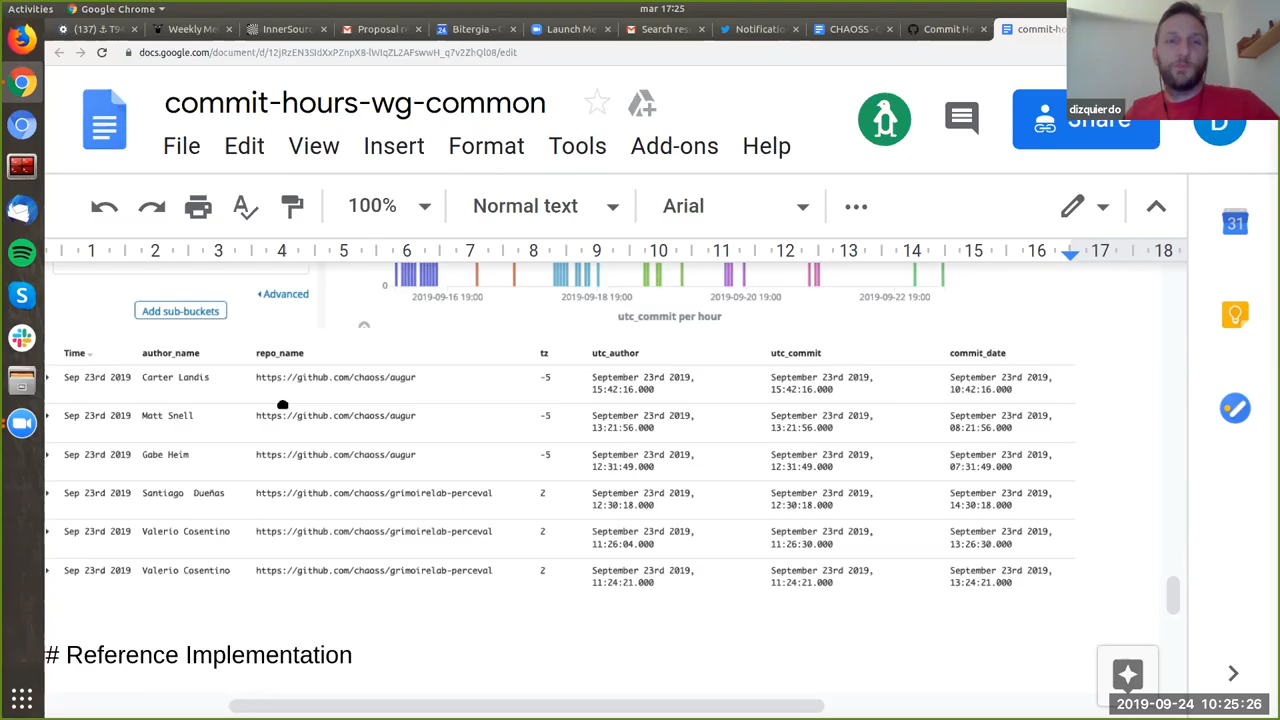 Activities Google Chrome mar 17:25
(137) Weekly Me InnerSour Proposal re Bitergia – C Launch Me Search res Notification CHAOSS - G Commit Ho commit-ho
docs.google.com/document/d/
commit-hours-wg-common
Share
dizquierdo
D
File Edit View Insert Format Tools Add-ons Help
100% Normal text Arial
1 2 3 4 5 6 7 8 9 10 11 12 13 14 15 16 17 18
31
0
2019-09-16 19:00 2019-09-18 19:00 2019-09-20 19:00 2019-09-22 19:00
Advanced
Add sub-buckets
utc_commit per hour
Time author_name repo_name tz utc_author utc_commit commit_date
Sep 23rd 2019 Carter Landis https://github.com/chaoss/augur -5 September 23rd 2019, September 23rd 2019, September 23rd 2019,
15:42:16.000 15:42:16.000 10:42:16.000
Sep 23rd 2019 Matt Snell https://github.com/chaoss/augur -5 September 23rd 2019, September 23rd 2019, September 23rd 2019,
13:21:56.000 13:21:56.000 08:21:56.000
Sep 23rd 2019 Gabe Heim https://github.com/chaoss/augur -5 September 23rd 2019, September 23rd 2019, September 23rd 2019,
12:31:49.000 12:31:49.000 07:31:49.000
Sep 23rd 2019 Santiago Dueñas https://github.com/chaoss/grimoirelab-perceval 2 September 23rd 2019, September 23rd 2019, September 23rd 2019,
12:30:18.000 12:30:18.000 14:30:18.000
Sep 23rd 2019 Valerio Cosentino https://github.com/chaoss/grimoirelab-perceval 2 September 23rd 2019, September 23rd 2019, September 23rd 2019,
11:26:04.000 11:26:30.000 13:26:30.000
Sep 23rd 2019 Valerio Cosentino https://github.com/chaoss/grimoirelab-perceval 2 September 23rd 2019, September 23rd 2019, September 23rd 2019,
11:24:21.000 11:24:21.000 13:24:21.000
# Reference Implementation
2019-09-24 10:25:26